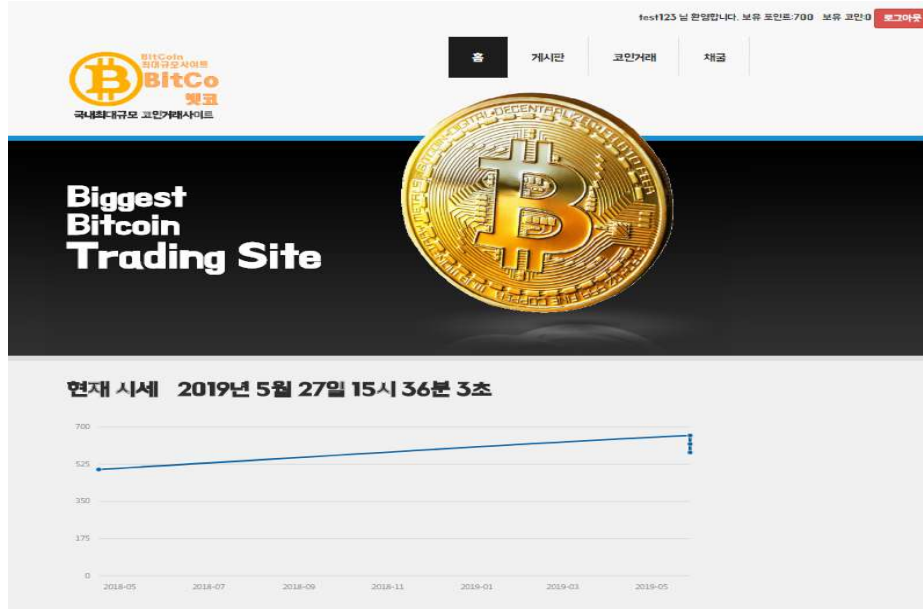 test123 님 환영합니다. 보유 포인트:700 보유 코인:0 로그아웃
BitCoin
최대규모사이트
BitCo
빗코
국내최대규모 코인거래사이트
홈 게시판 코인거래 채굴
DIGITAL DECENTRALIZED
Biggest
Bitcoin
Trading Site
현재 시세 2019년 5월 27일 15시 36분 3초
700
525
350
175
0
2018-05 2018-07 2018-09 2018-11 2019-01 2019-03 2019-05